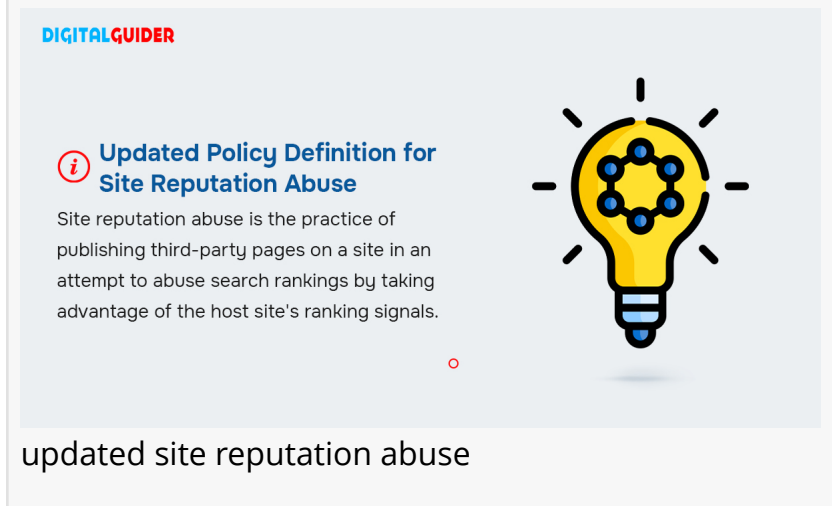 DIGITALGUIDER
i
Updated Policy Definition for
Site Reputation Abuse
Site reputation abuse is the practice of
publishing third-party pages on a site in an
attempt to abuse search rankings by taking
advantage of the host site's ranking signals.
updated site reputation abuse